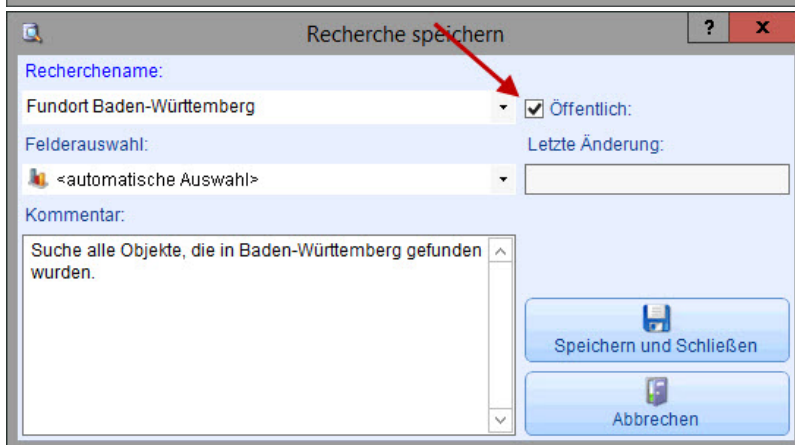 Recherche speichern
? x
Recherchename:
Fundort Baden-Württemberg
Öffentlich:
Felderauswahl:
Letzte Änderung:
<automatische Auswahl>
Kommentar:
Suche alle Objekte, die in Baden-Württemberg gefunden
wurden.
Speichern und Schließen
Abbrechen